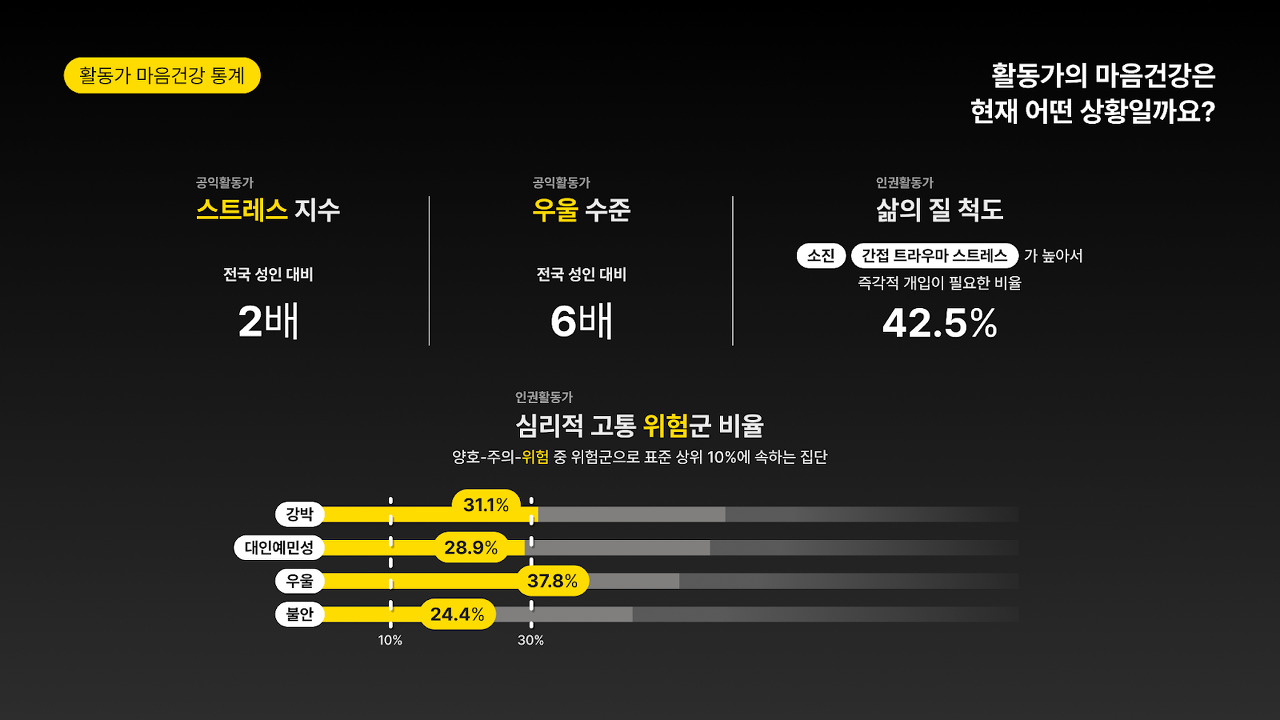 활동가 마음건강 통계
활동가의 마음건강은
현재 어떤 상황일까요?
공익활동가
스트레스 지수
전국 성인 대비
2배
공익활동가
우울 수준
전국 성인 대비
6배
인권활동가
삶의 질 척도
소진 간접 트라우마 스트레스 가 높아서
즉각적 개입이 필요한 비율
42.5%
인권활동가
심리적 고통 위험군 비율
양호-주의-위험 중 위험군으로 표준 상위 10%에 속하는 집단
강박 31.1%
대인예민성 28.9%
우울 37.8%
불안 24.4%
10% 30%